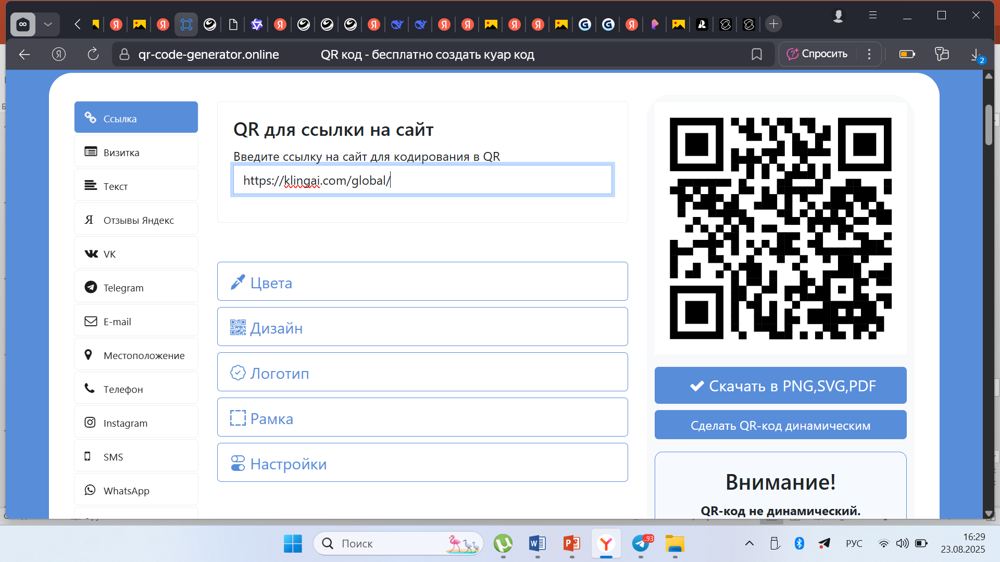 qr-code-generator.online
QR код - бесплатно создать куар код
Спросить
2
Ссылка
Визитка
Текст
Я Отзывы Яндекс
VK
Telegram
E-mail
Местоположение
Телефон
Instagram
SMS
WhatsApp
QR для ссылки на сайт
Введите ссылку на сайт для кодирования в QR
https://klingai.com/global/
Цвета
Дизайн
Логотип
Рамка
Настройки
Скачать в PNG,SVG,PDF
Сделать QR-код динамическим
Внимание!
QR-код не динамический.
Поиск
..93
РУС
16:29
23.08.2025